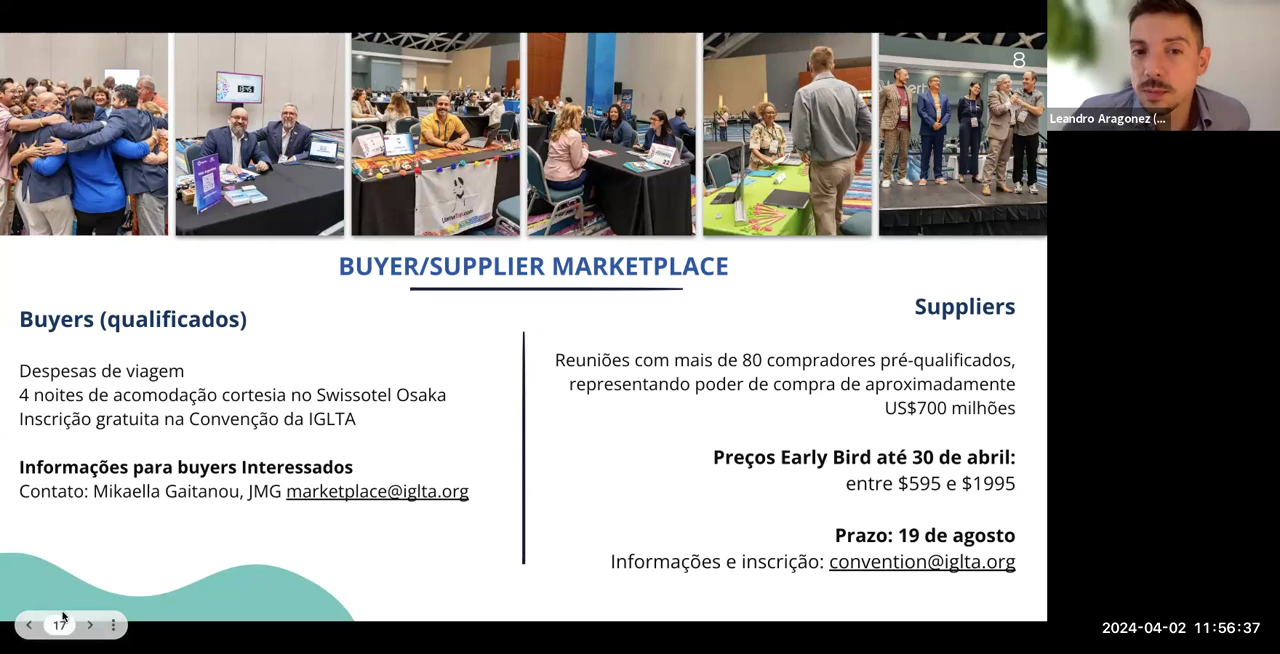 8
Leandro Aragonez (...
BUYER/SUPPLIER MARKETPLACE
Buyers (qualificados)
Despesas de viagem
4 noites de acomodação cortesia no Swissotel Osaka
Inscrição gratuita na Convenção da IGLTA
Informações para buyers Interessados
Contato: Mikaella Gaitanou, JMG marketplace@iglta.org
Suppliers
Reuniões com mais de 80 compradores pré-qualificados,
representando poder de compra de aproximadamente
US$700 milhões
Preços Early Bird até 30 de abril:
entre $595 e $1995
Prazo: 19 de agosto
Informações e inscrição: convention@iglta.org
17
2024-04-02 11:56:37